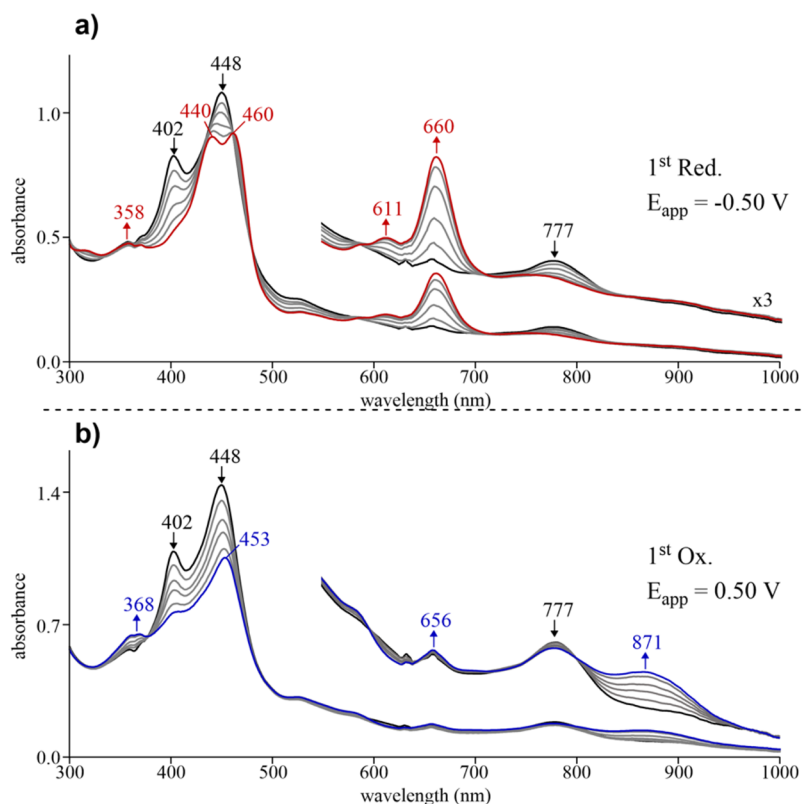 a)
absorbance
1.0
0.5
0.0
448
440
460
402
358
660
611
777
1st Red.
Eapp = -0.50 V
x3
300 400 500 600 700 800 900 1000
wavelength (nm)
b)
absorbance
1.4
0.7
0.0
448
402
453
368
656
777
871
1st Ox.
Eapp = 0.50 V
300 400 500 600 700 800 900 1000
wavelength (nm)